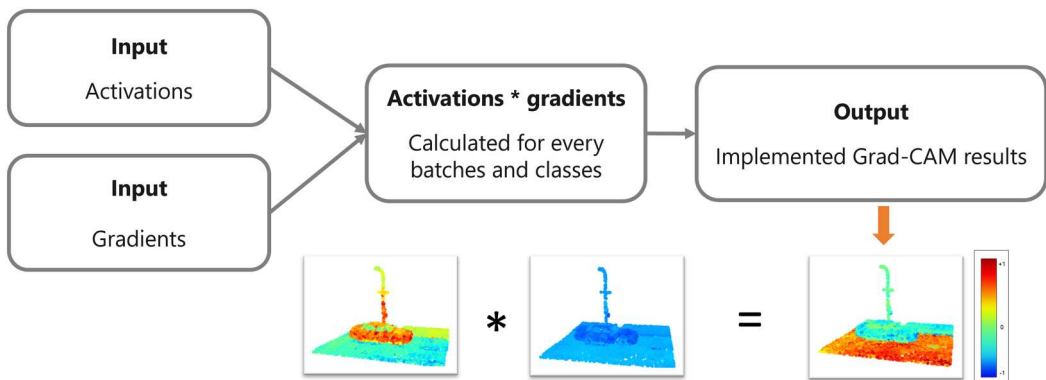 Input
Activations
Input
Gradients
Activations * gradients
Calculated for every
batches and classes
Output
Implemented Grad-CAM results
*
=
+1
0
-1